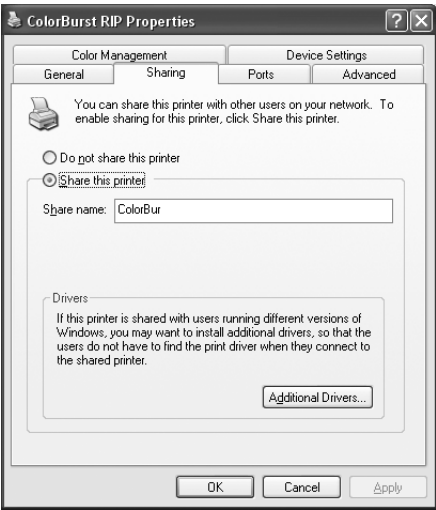 ColorBurst RIP Properties
Color Management
Device Settings
General
Sharing
Ports
Advanced
You can share this printer with other users on your network. To
enable sharing for this printer, click Share this printer.
Do not share this printer
Share this printer
Share name: ColorBur
Drivers
If this printer is shared with users running different versions of
Windows, you may want to install additional drivers, so that the
users do not have to find the print driver when they connect to
the shared printer.
Additional Drivers...
OK
Cancel
Apply